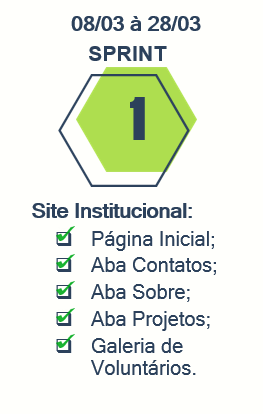 08/03 à 28/03
SPRINT
1
Site Institucional:
Página Inicial;
Aba Contatos;
Aba Sobre;
Aba Projetos;
Galeria de
Voluntários.